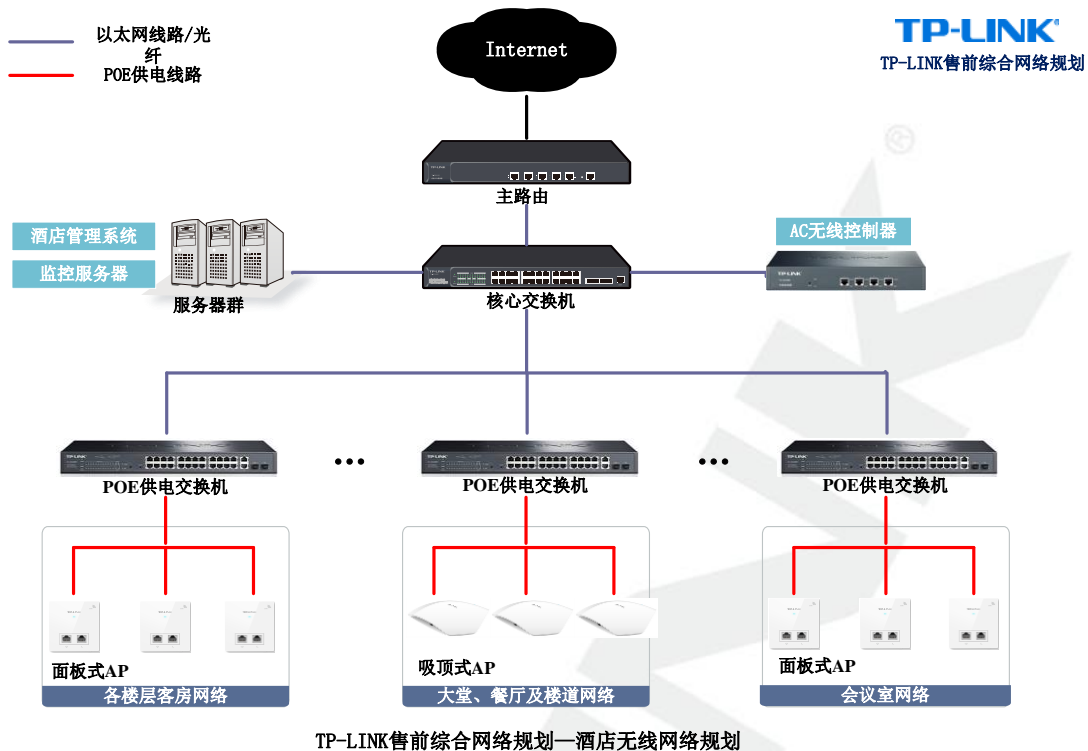 以太网线路/光
纤
POE供电线路
Internet
TP-LINK®
TP-LINK售前综合网络规划
主路由
酒店管理系统
监控服务器
服务器群
核心交换机
AC无线控制器
TP-LINK
POE供电交换机
...
POE供电交换机
...
POE供电交换机
面板式AP
吸顶式AP
面板式AP
各楼层客房网络
大堂、餐厅及楼道网络
会议室网络
TP-LINK售前综合网络规划—酒店无线网络规划